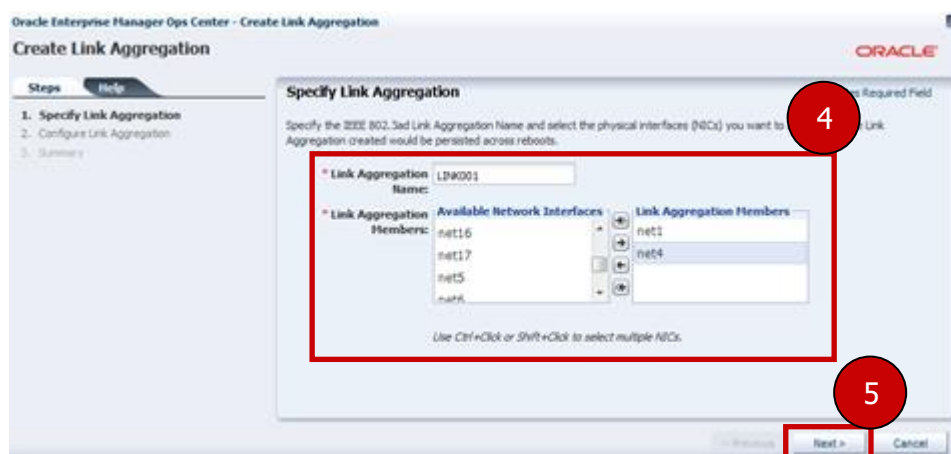 Oracle Enterprise Manager Ops Center - Create Link Aggregation
Create Link Aggregation
ORACLE
Steps Help
1. Specify Link Aggregation
2. Configure Link Aggregation
3. Summary
Specify Link Aggregation
Required Field
Specify the IEEE 802.3ad Link Aggregation Name and select the physical interfaces (NICs) you want to Link
Aggregation created would be persisted across reboots.
4
* Link Aggregation Name:
LINK001
* Link Aggregation Members:
Available Network Interfaces
net16
net17
net5
net6
Link Aggregation Members
net1
net4
Use Ctrl+Click or Shift+Click to select multiple NICs.
5
< Previous Next > Cancel